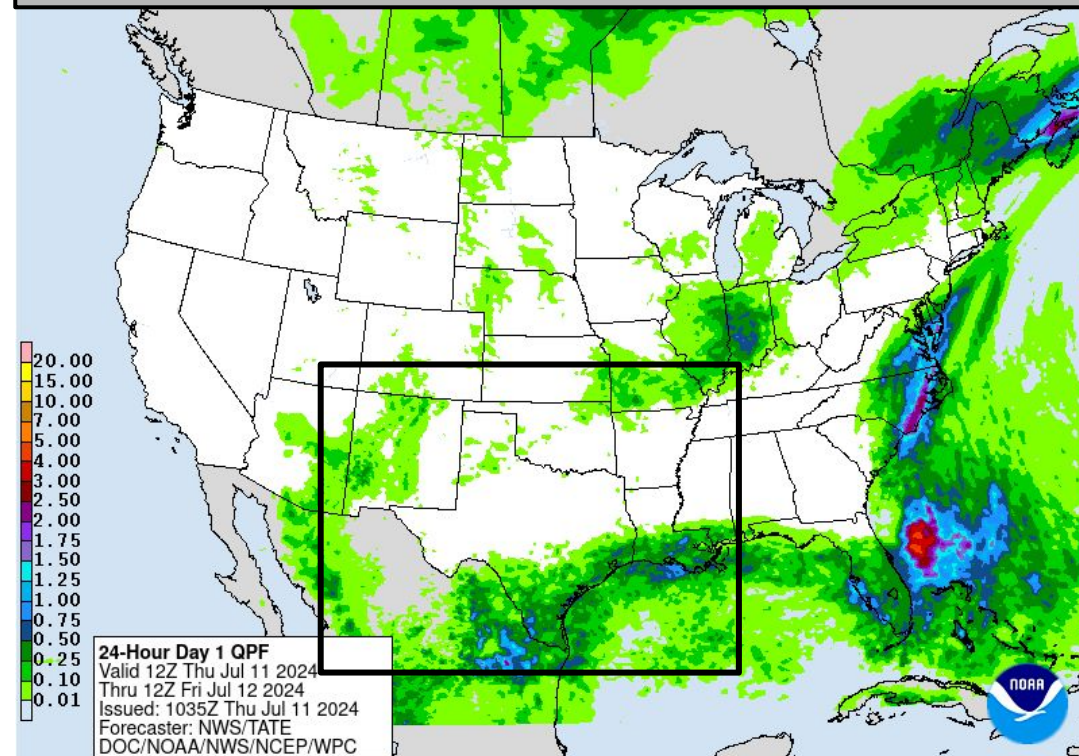 20.00
15.00
10.00
7.00
5.00
4.00
3.00
2.50
2.00
1.75
1.50
1.25
1.00
0.75
0.50
0.25
0.10
0.01
24-Hour Day 1 QPF
Valid 12Z Thu Jul 11 2024
Thru 12Z Fri Jul 12 2024
Issued: 1035Z Thu Jul 11 2024
Forecaster: NWS/TATE
DOC/NOAA/NWS/NCEP/WPC
NOAA